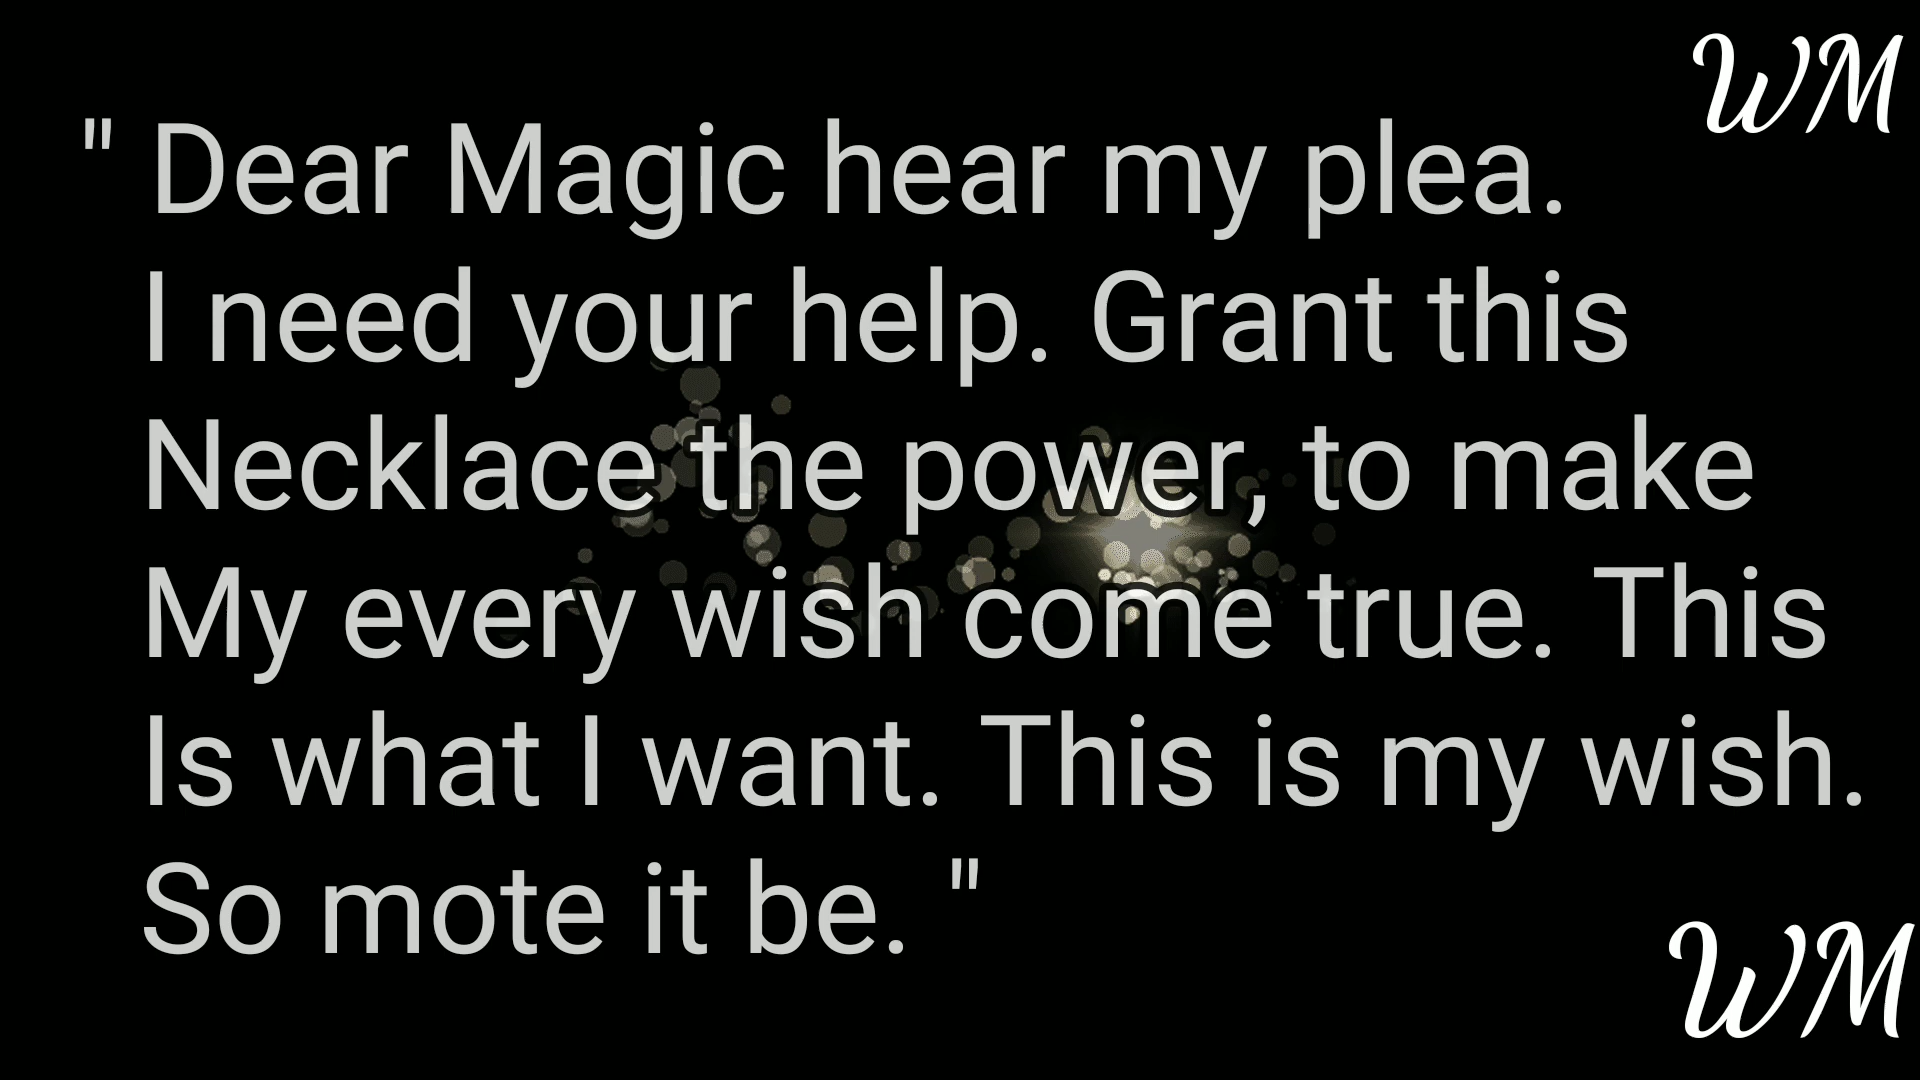 WM
" Dear Magic hear my plea.
I need your help. Grant this
Necklace the power, to make
My every wish come true. This
Is what I want. This is my wish.
So mote it be. "
WM